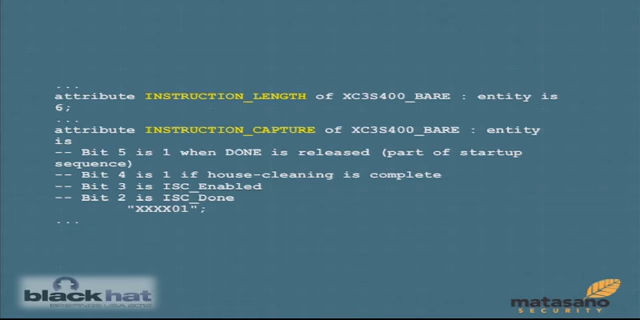 ...
attribute INSTRUCTION_LENGTH of XC3S400_BARE : entity is
6;
...
attribute INSTRUCTION_CAPTURE of XC3S400_BARE : entity
is
-- Bit 5 is 1 when DONE is released (part of startup
sequence)
-- Bit 4 is 1 if house-cleaning is complete
-- Bit 3 is ISC_Enabled
-- Bit 2 is ISC_Done
"XXXX01";
...
black hat
matasano
SECURITY